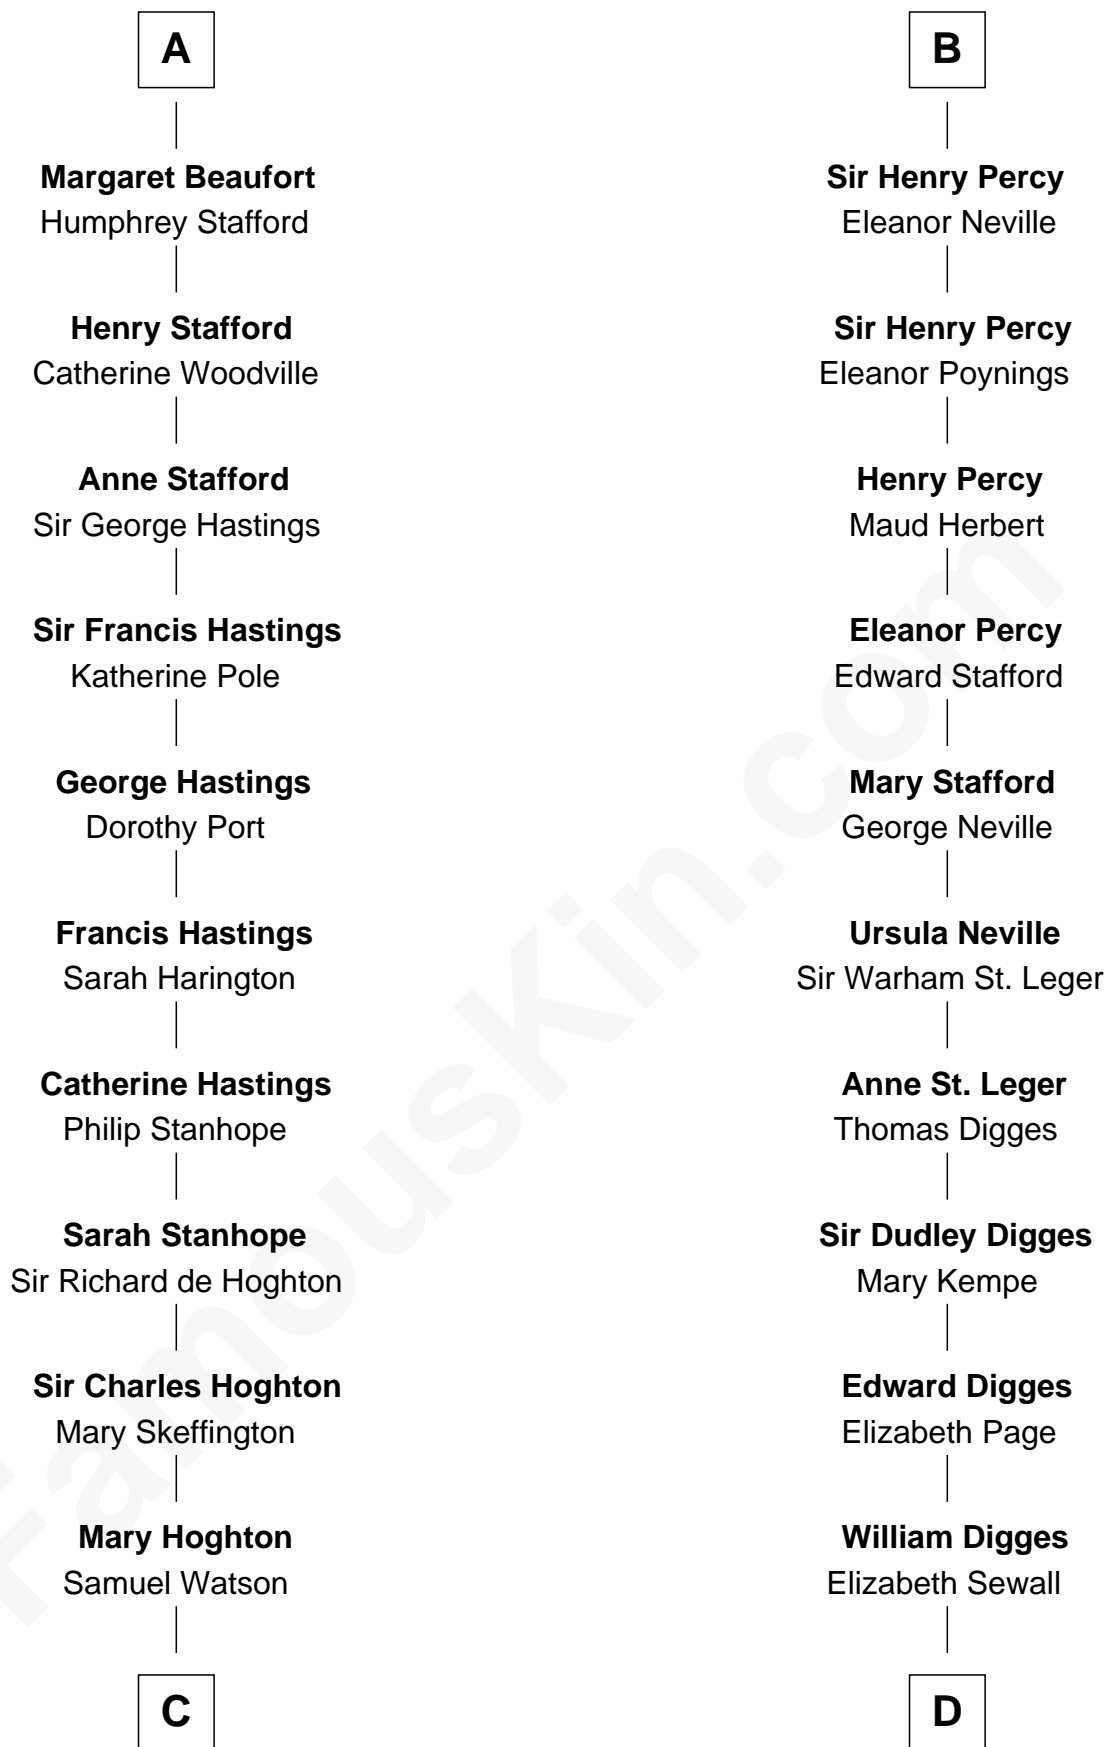 A
Margaret Beaufort
Humphrey Stafford
Henry Stafford
Catherine Woodville
Anne Stafford
Sir George Hastings
Sir Francis Hastings
Katherine Pole
George Hastings
Dorothy Port
Francis Hastings
Sarah Harington
Catherine Hastings
Philip Stanhope
Sarah Stanhope
Sir Richard de Hoghton
Sir Charles Hoghton
Mary Skeffington
Mary Hoghton
Samuel Watson
C
B
Sir Henry Percy
Eleanor Neville
Sir Henry Percy
Eleanor Poynings
Henry Percy
Maud Herbert
Eleanor Percy
Edward Stafford
Mary Stafford
George Neville
Ursula Neville
Sir Warham St. Leger
Anne St. Leger
Thomas Digges
Sir Dudley Digges
Mary Kempe
Edward Digges
Elizabeth Page
William Digges
Elizabeth Sewall
D
FamousKin.com